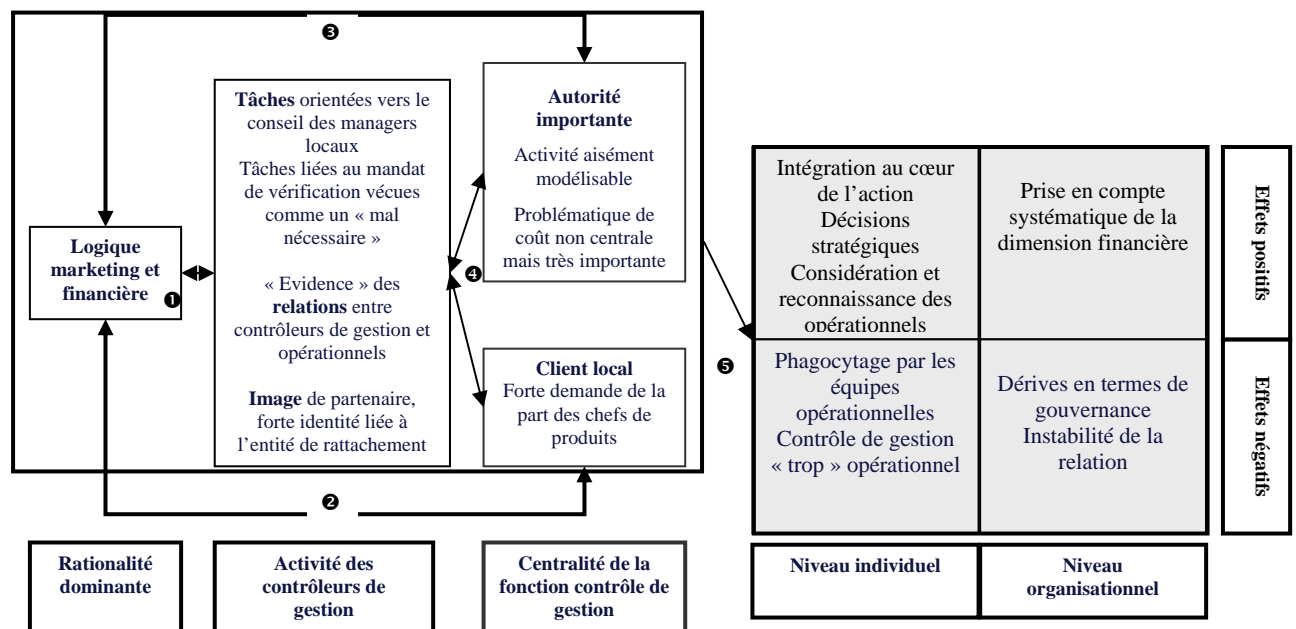 ❸
Tâches orientées vers le
conseil des managers
locaux
Tâches liées au mandat
de vérification vécues
comme un « mal
nécessaire »
« Evidence » des
relations entre
contrôleurs de gestion et
opérationnels
Image de partenaire,
forte identité liée à
l’entité de rattachement
Logique
marketing et
financière
❶
Autorité
importante
Activité aisément
modélisable
Problématique de
coût non centrale
mais très importante
❹
Client local
Forte demande de la
part des chefs de
produits
❷
❺
Intégration au cœur
de l’action
Décisions
stratégiques
Considération et
reconnaissance des
opérationnels
Prise en compte
systématique de la
dimension financière
Effets positifs
Phagocytage par les
équipes
opérationnelles
Contrôle de gestion
« trop » opérationnel
Dérives en termes de
gouvernance
Instabilité de la
relation
Effets négatifs
Rationalité
dominante
Activité des
contrôleurs de
gestion
Centralité de la
fonction contrôle de
gestion
Niveau individuel
Niveau
organisationnel